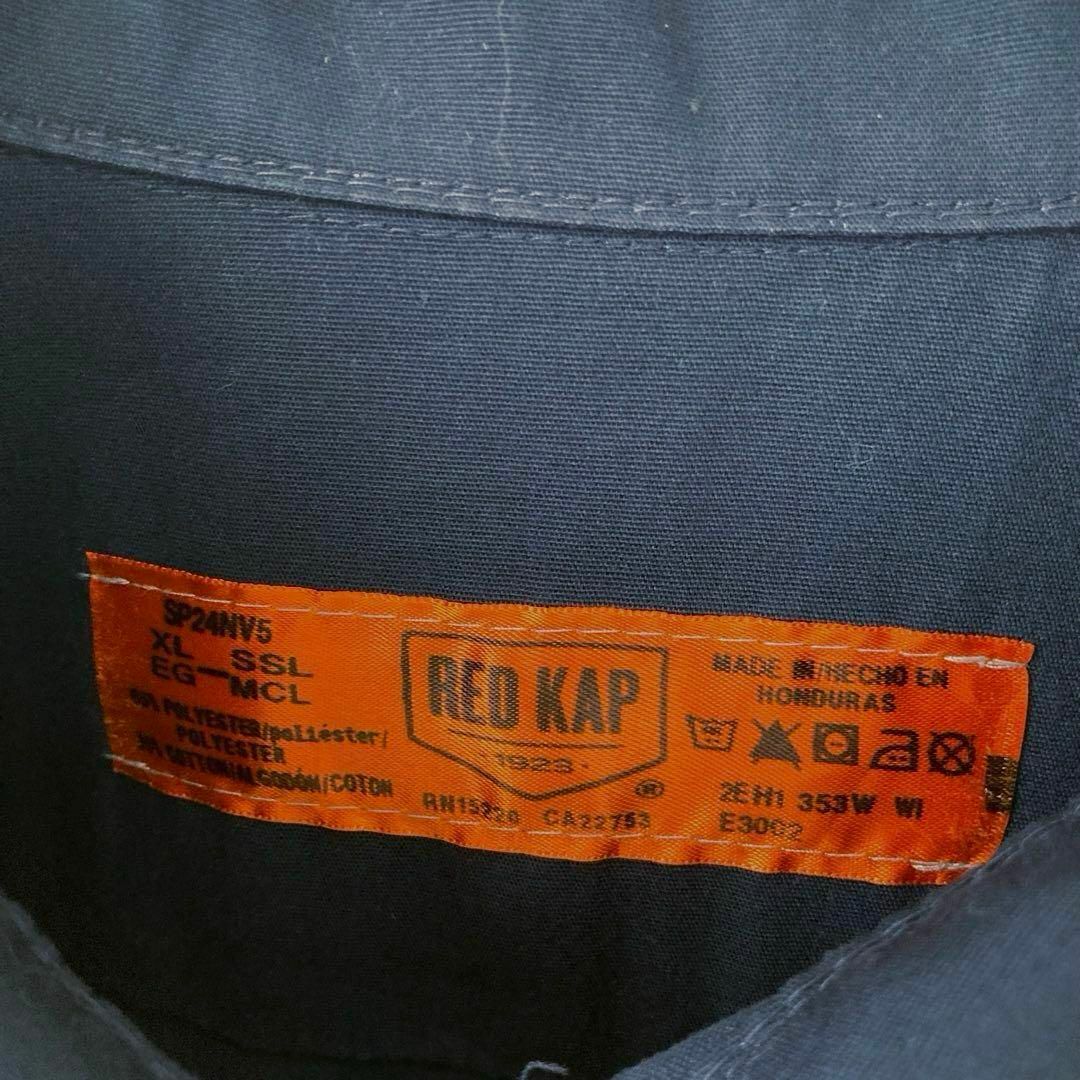 SP24NV5
XL - SSL
EG - MCL
POLYESTER/poliéster/
POLYESTER
COTTON/ALGODÓN/COTON
RED KAP
1923
®
RN15220 CA22753
MADE IN/HECHO EN
HONDURAS
2EH1 353W WI
E3002